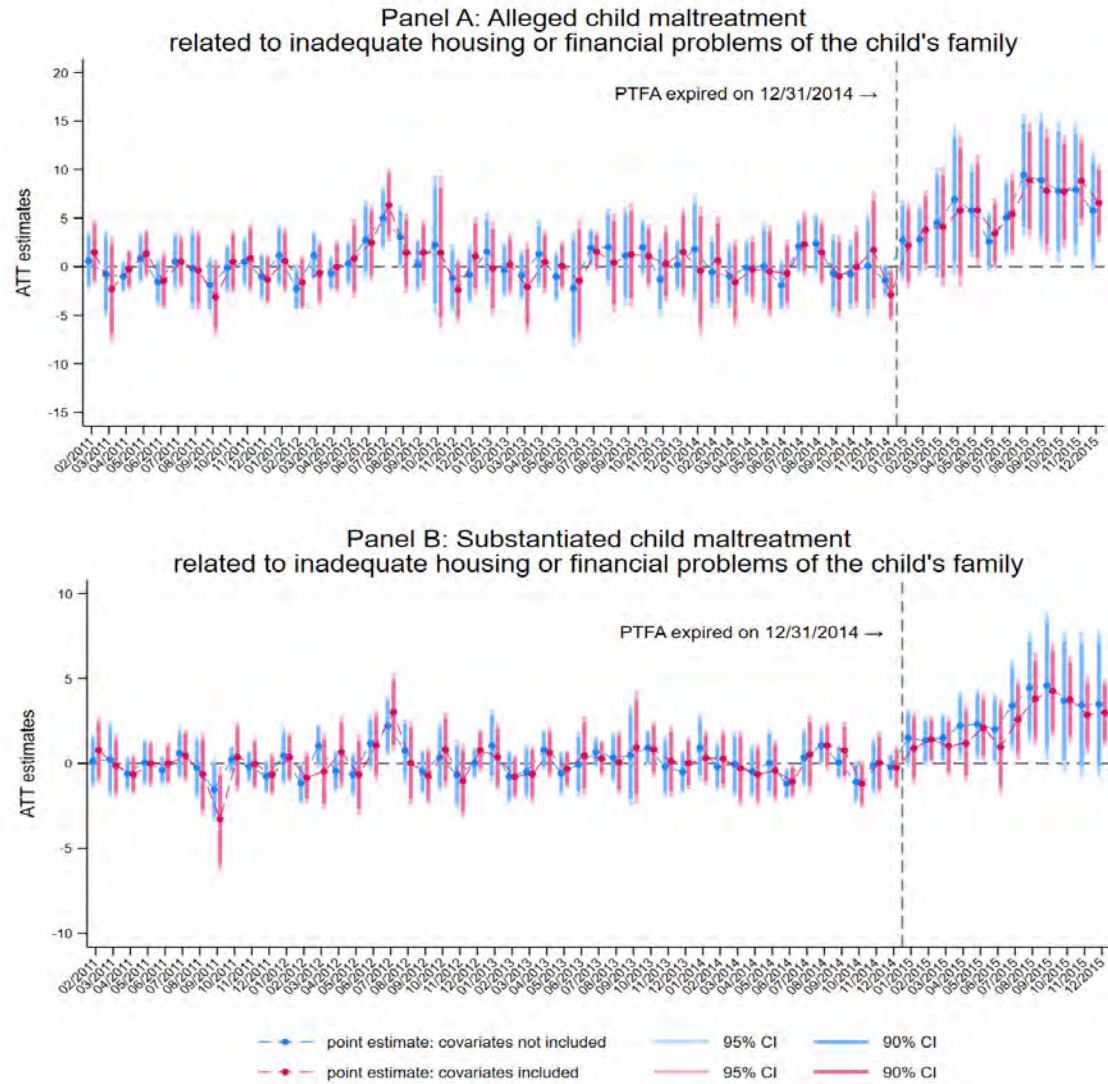 Panel A: Alleged child maltreatment
related to inadequate housing or financial problems of the child's family
PTFA expired on 12/31/2014 →
ATT estimates
20
15
10
5
0
-5
-10
-15
02/2011 03/2011 04/2011 05/2011 06/2011 07/2011 08/2011 09/2011 10/2011 11/2011 12/2011 01/2012 02/2012 03/2012 04/2012 05/2012 06/2012 07/2012 08/2012 09/2012 10/2012 11/2012 12/2012 01/2013 02/2013 03/2013 04/2013 05/2013 06/2013 07/2013 08/2013 09/2013 10/2013 11/2013 12/2013 01/2014 02/2014 03/2014 04/2014 05/2014 06/2014 07/2014 08/2014 09/2014 10/2014 11/2014 12/2014 01/2015 02/2015 03/2015 04/2015 05/2015 06/2015 07/2015 08/2015 09/2015 10/2015 11/2015 12/2015
Panel B: Substantiated child maltreatment
related to inadequate housing or financial problems of the child's family
PTFA expired on 12/31/2014 →
ATT estimates
10
5
0
-5
-10
02/2011 03/2011 04/2011 05/2011 06/2011 07/2011 08/2011 09/2011 10/2011 11/2011 12/2011 01/2012 02/2012 03/2012 04/2012 05/2012 06/2012 07/2012 08/2012 09/2012 10/2012 11/2012 12/2012 01/2013 02/2013 03/2013 04/2013 05/2013 06/2013 07/2013 08/2013 09/2013 10/2013 11/2013 12/2013 01/2014 02/2014 03/2014 04/2014 05/2014 06/2014 07/2014 08/2014 09/2014 10/2014 11/2014 12/2014 01/2015 02/2015 03/2015 04/2015 05/2015 06/2015 07/2015 08/2015 09/2015 10/2015 11/2015 12/2015
point estimate: covariates not included 95% CI 90% CI
point estimate: covariates included 95% CI 90% CI